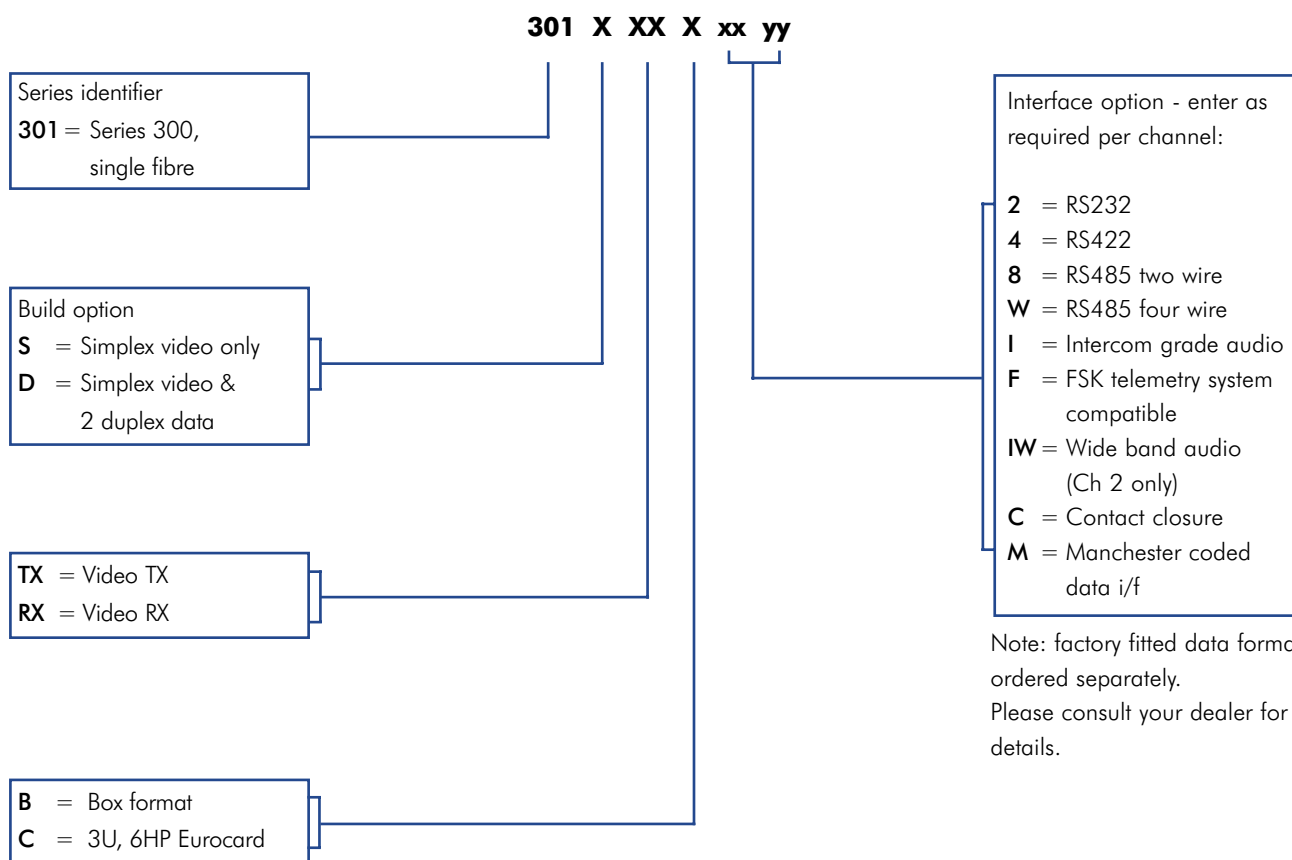 301 X XX X xx yy
Series identifier
301 = Series 300,
single fibre
Build option
S = Simplex video only
D = Simplex video &
2 duplex data
TX = Video TX
RX = Video RX
B = Box format
C = 3U, 6HP Eurocard
Interface option - enter as
required per channel:
2 = RS232
4 = RS422
8 = RS485 two wire
W = RS485 four wire
I = Intercom grade audio
F = FSK telemetry system
compatible
IW = Wide band audio
(Ch 2 only)
C = Contact closure
M = Manchester coded
data i/f
Note: factory fitted data
ordered separately.
Please consult your dealer for
details.